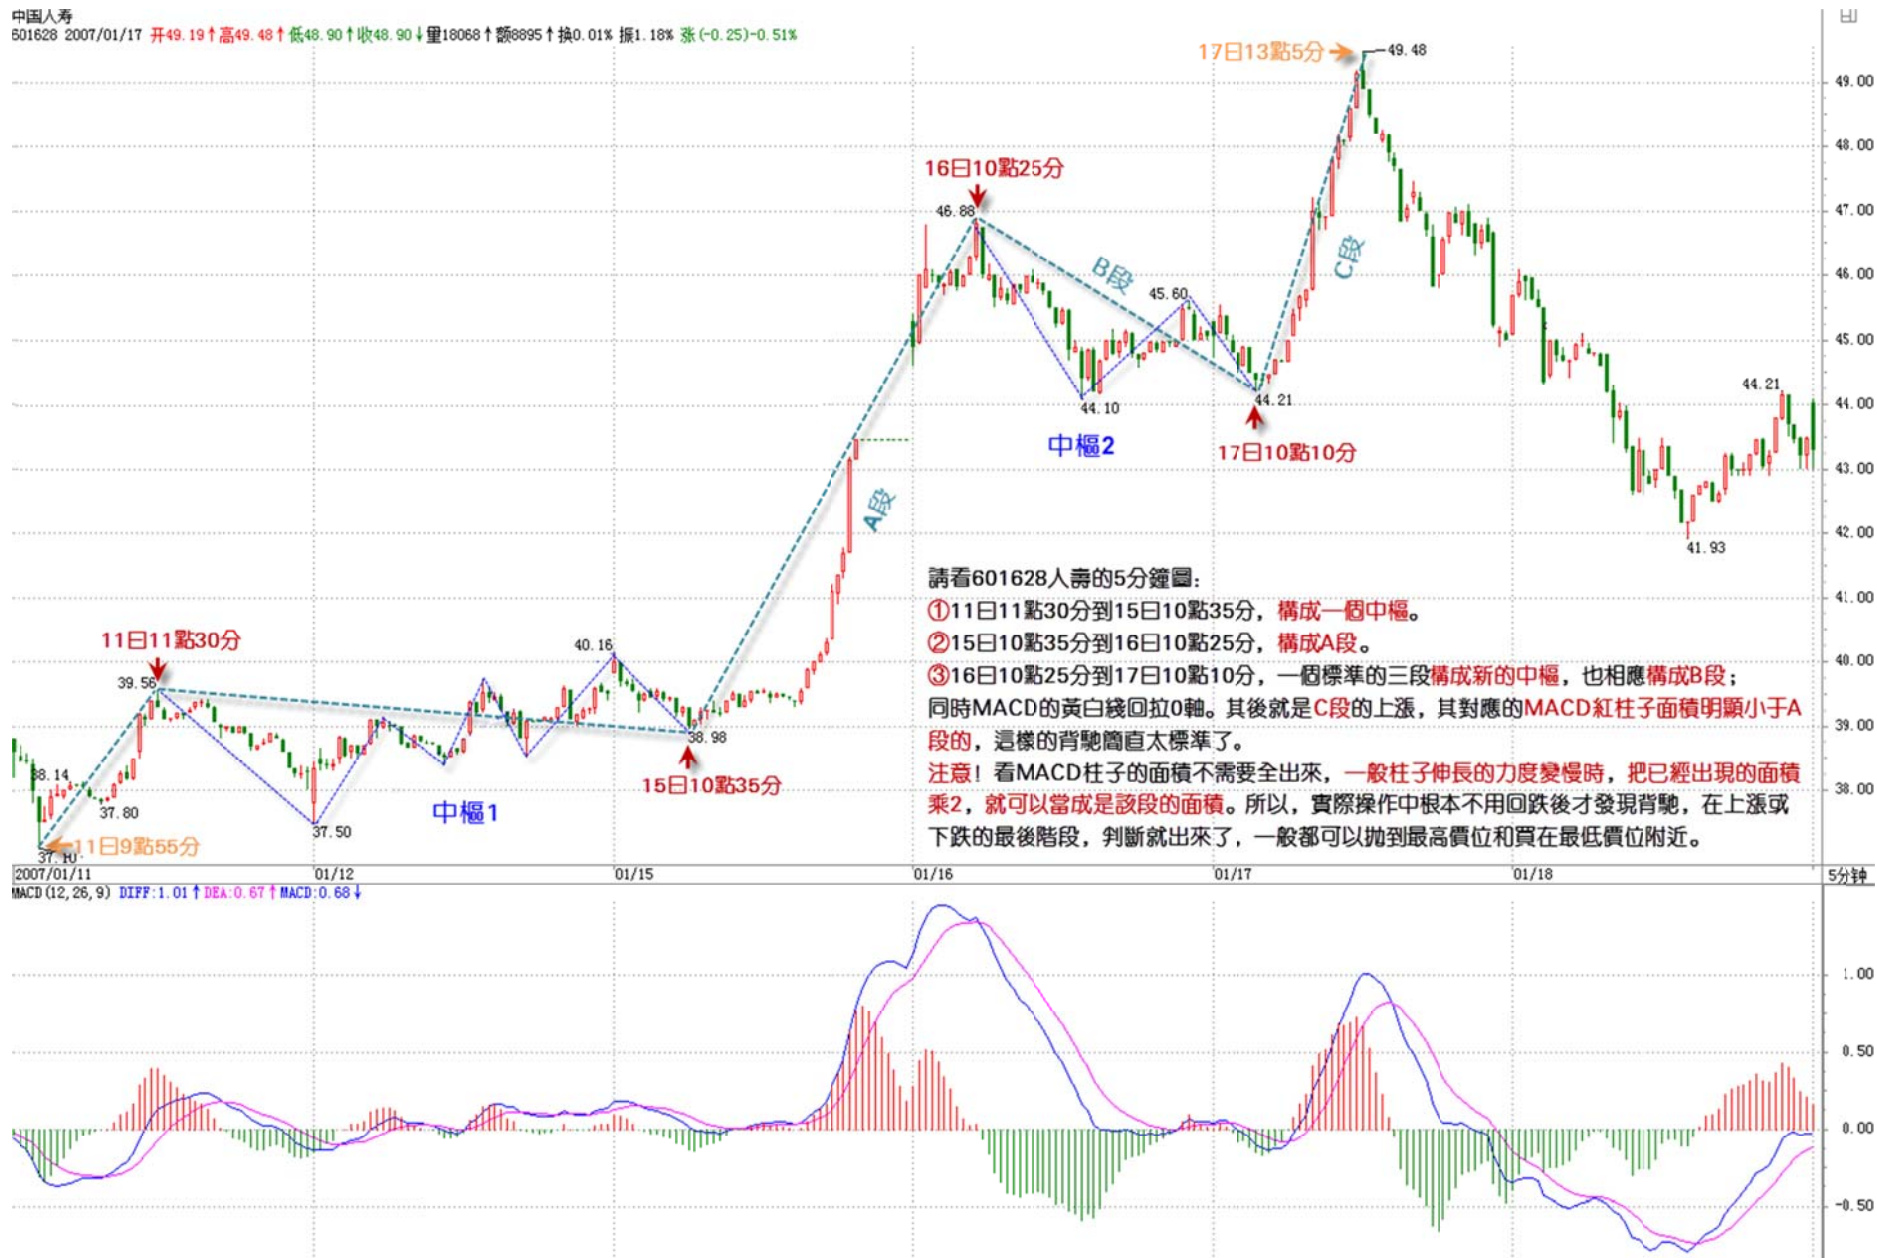 中国人寿
601628 2007/01/17 开49.19↑高49.48↑低48.90↑收48.90↓量18068↑额8895↑换0.01% 振1.18% 涨(-0.25)-0.51%
17日13點5分
49.48
49.00
48.00
16日10點25分
46.88
47.00
B段
C段
46.00
45.60
45.00
44.10
44.21
44.21
44.00
中樞2
17日10點10分
43.00
A段
42.00
41.93
請看601628人壽的5分鐘圖:
①11日11點30分到15日10點35分，構成一個中樞。
41.00
②15日10點35分到16日10點25分，構成A段。
③16日10點25分到17日10點10分，一個標準的三段構成新的中樞，也相應構成B段；
同時MACD的黃白綫回拉0軸。其後就是C段的上漲，其對應的MACD紅柱子面積明顯小于A
段的，這樣的背馳簡直太標準了。
注意！看MACD柱子的面積不需要全出來，一般柱子伸長的力度變慢時，把已經出現的面積
乘2，就可以當成是該段的面積。所以，實際操作中根本不用回跌後才發現背馳，在上漲或
下跌的最後階段，判斷就出來了，一般都可以拋到最高價位和買在最低價位附近。
11日11點30分
40.16
40.00
39.56
39.00
38.98
38.14
15日10點35分
38.00
37.80
中樞1
37.50
11日9點55分
37.10
2007/01/11
01/12
01/15
01/16
01/17
01/18
5分钟
MACD(12,26,9) DIFF:1.01↑DEA:0.67↑MACD:0.68↓
1.00
0.50
0.00
-0.50